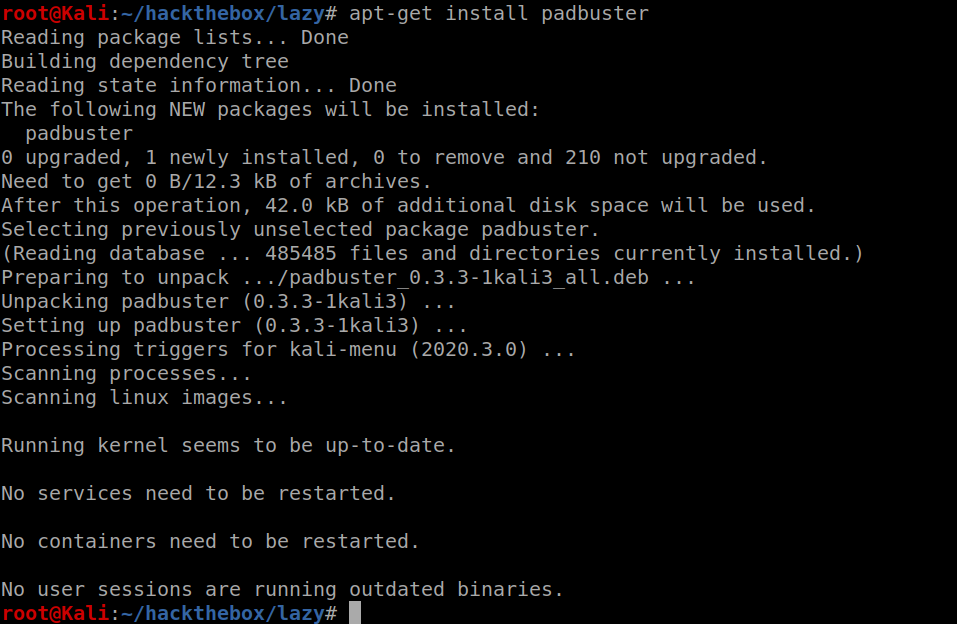 root@Kali:~/hackthebox/lazy# apt-get install padbuster
Reading package lists... Done
Building dependency tree
Reading state information... Done
The following NEW packages will be installed:
  padbuster
0 upgraded, 1 newly installed, 0 to remove and 210 not upgraded.
Need to get 0 B/12.3 kB of archives.
After this operation, 42.0 kB of additional disk space will be used.
Selecting previously unselected package padbuster.
(Reading database ... 485485 files and directories currently installed.)
Preparing to unpack .../padbuster_0.3.3-1kali3_all.deb ...
Unpacking padbuster (0.3.3-1kali3) ...
Setting up padbuster (0.3.3-1kali3) ...
Processing triggers for kali-menu (2020.3.0) ...
Scanning processes...
Scanning linux images...

Running kernel seems to be up-to-date.

No services need to be restarted.

No containers need to be restarted.

No user sessions are running outdated binaries.
root@Kali:~/hackthebox/lazy#